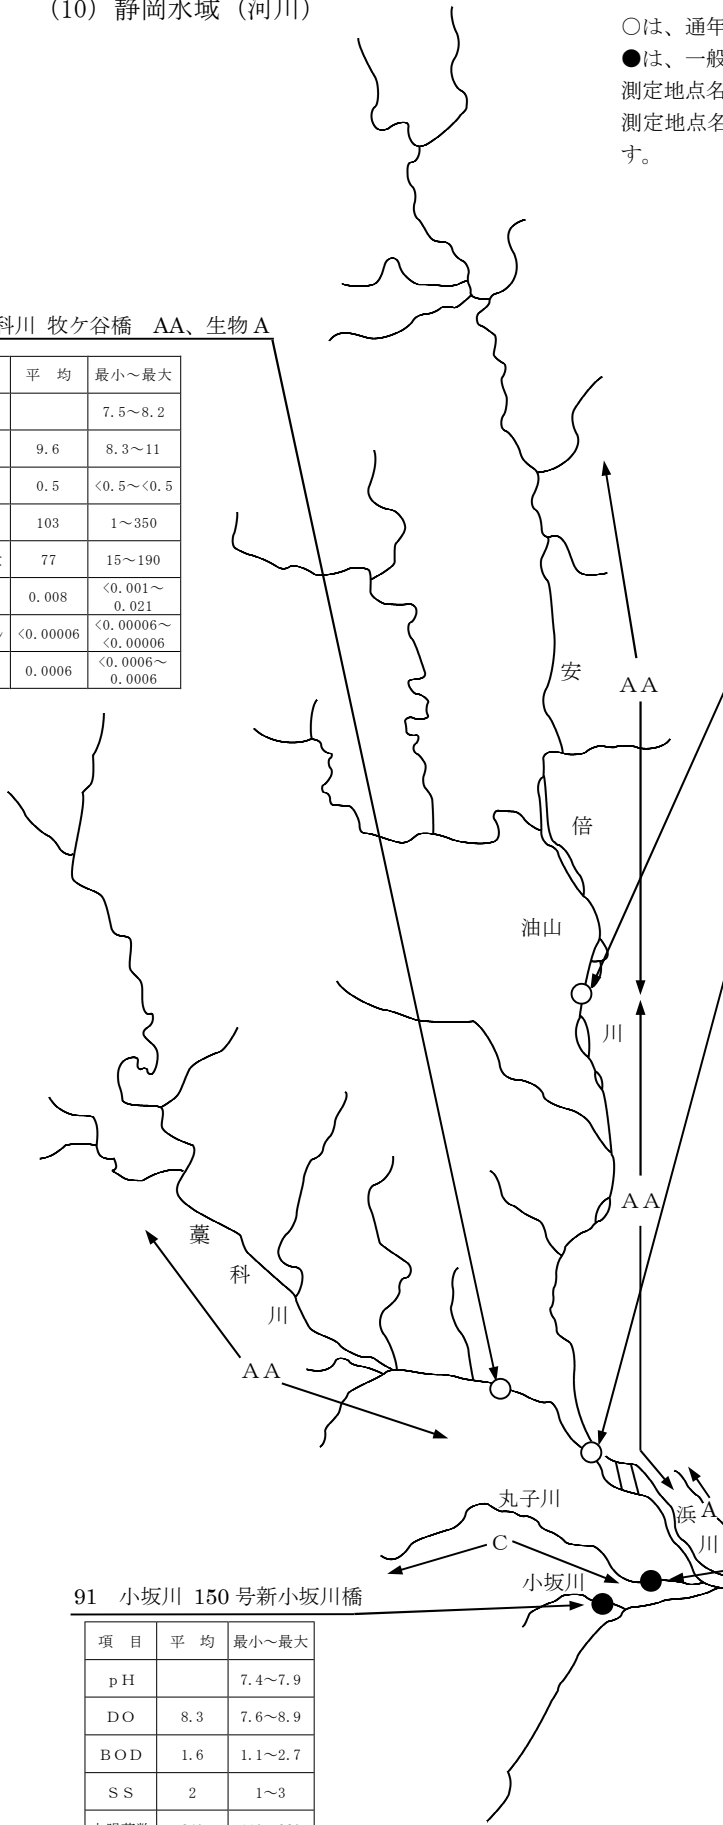 (10) 静岡水域（河川）
○は、通年
●は、一般
測定地点名
測定地点名
す。
科川 牧ケ谷橋　AA、生物 A
平　均　最小～最大
7.5～8.2
9.6　8.3～11
0.5　<0.5～<0.5
103　1～350
77　15～190
0.008　<0.001～
0.021
<0.00006　<0.00006～
<0.00006
0.0006　<0.0006～
0.0006
安
AA
倍
油山
川
AA
藁
科
川
AA
丸子川
浜
A
川
C
小坂川
91　小坂川 150 号新小坂川橋
項　目　平　均　最小～最大
pH　7.4～7.9
DO　8.3　7.6～8.9
BOD　1.6　1.1～2.7
SS　2　1～3